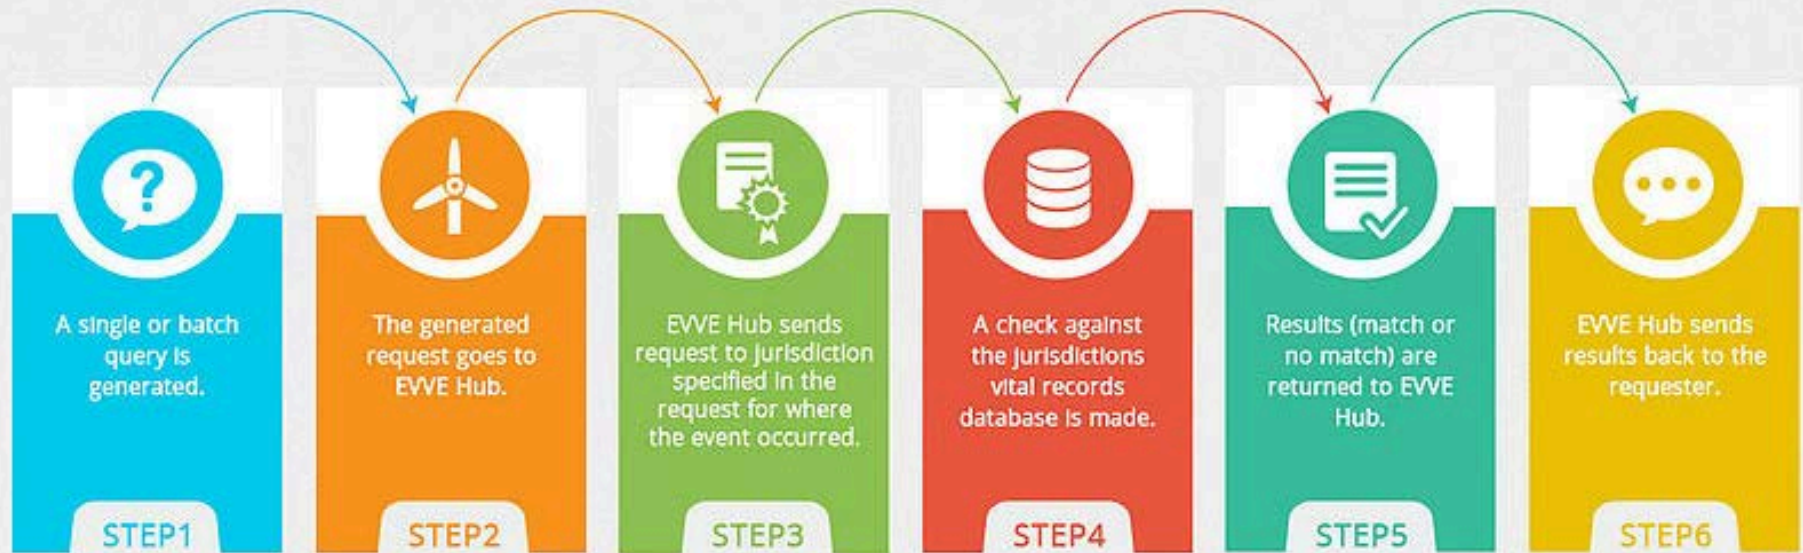 ?
A single or batch
query is
generated.
STEP1
The generated
request goes to
EVVE Hub.
STEP2
EVVE Hub sends
request to jurisdiction
specified in the
request for where
the event occurred.
STEP3
A check against
the jurisdictions
vital records
database is made.
STEP4
Results (match or
no match) are
returned to EVVE
Hub.
STEP5
EVVE Hub sends
results back to the
requester.
STEP6